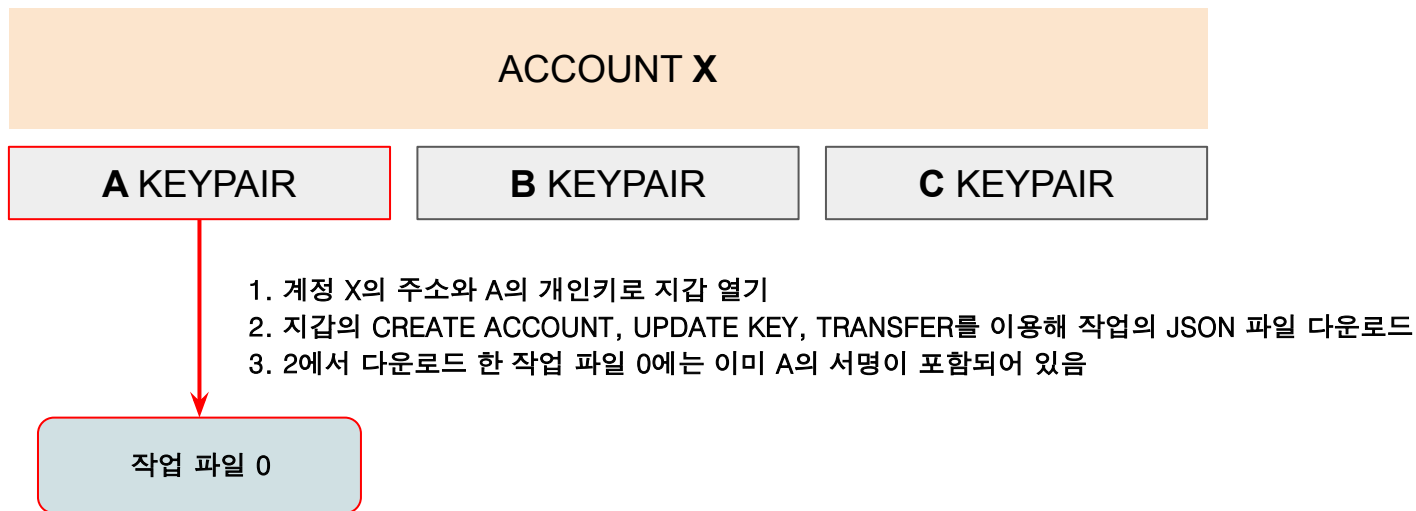 ACCOUNT X
A KEYPAIR
B KEYPAIR
C KEYPAIR
1. 계정 X의 주소와 A의 개인키로 지갑 열기
2. 지갑의 CREATE ACCOUNT, UPDATE KEY, TRANSFER를 이용해 작업의 JSON 파일 다운로드
3. 2에서 다운로드 한 작업 파일 0에는 이미 A의 서명이 포함되어 있음
작업 파일 0